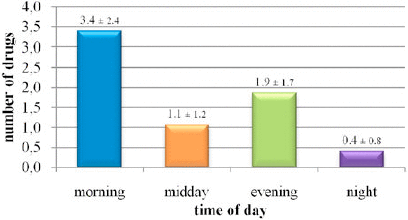 number of drugs
4,0
3,5
3,0
2,5
2,0
1,5
1,0
0,5
0,0
3.4 ± 2.4
1.1 ± 1.2
1.9 ± 1.7
0.4 ± 0.8
morning midday evening night
time of day